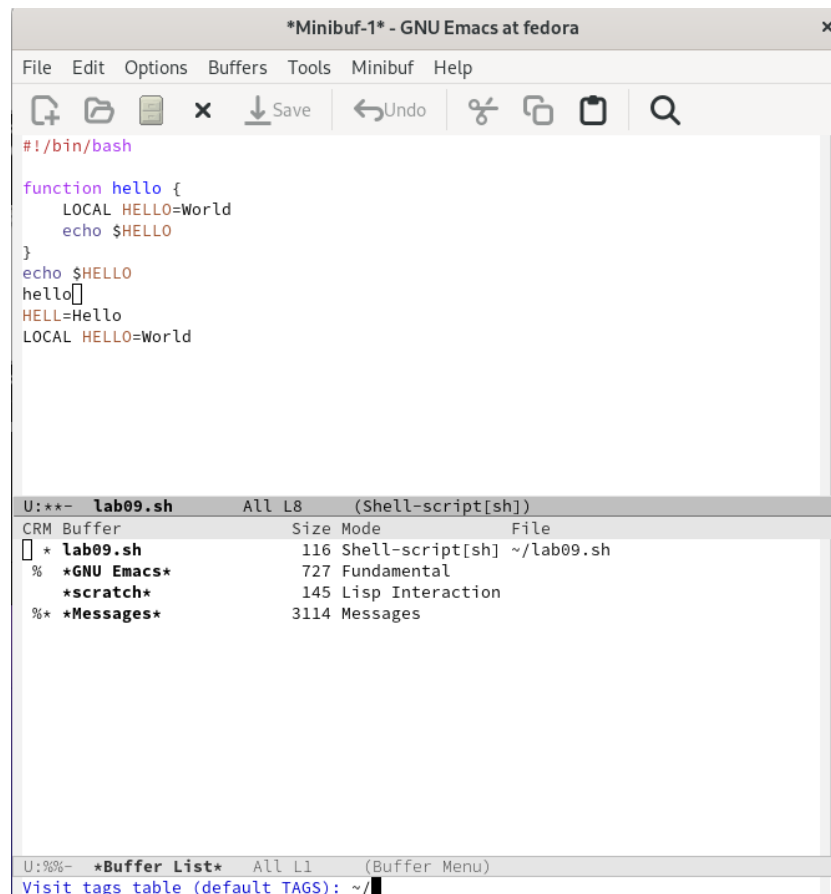 *Minibuf-1* - GNU Emacs at fedora ×
File Edit Options Buffers Tools Minibuf Help
Save Undo
#!/bin/bash
function hello {
    LOCAL HELLO=World
    echo $HELLO
}
echo $HELLO
hello
HELL=Hello
LOCAL HELLO=World
U:**-  lab09.sh       All L8     (Shell-script[sh])
CRM Buffer                 Size Mode             File
  * lab09.sh                116 Shell-script[sh] ~/lab09.sh
 %  *GNU Emacs*             727 Fundamental
    *scratch*               145 Lisp Interaction
 %* *Messages*             3114 Messages
U:%%-  *Buffer List*   All L1     (Buffer Menu)
Visit tags table (default TAGS): ~/